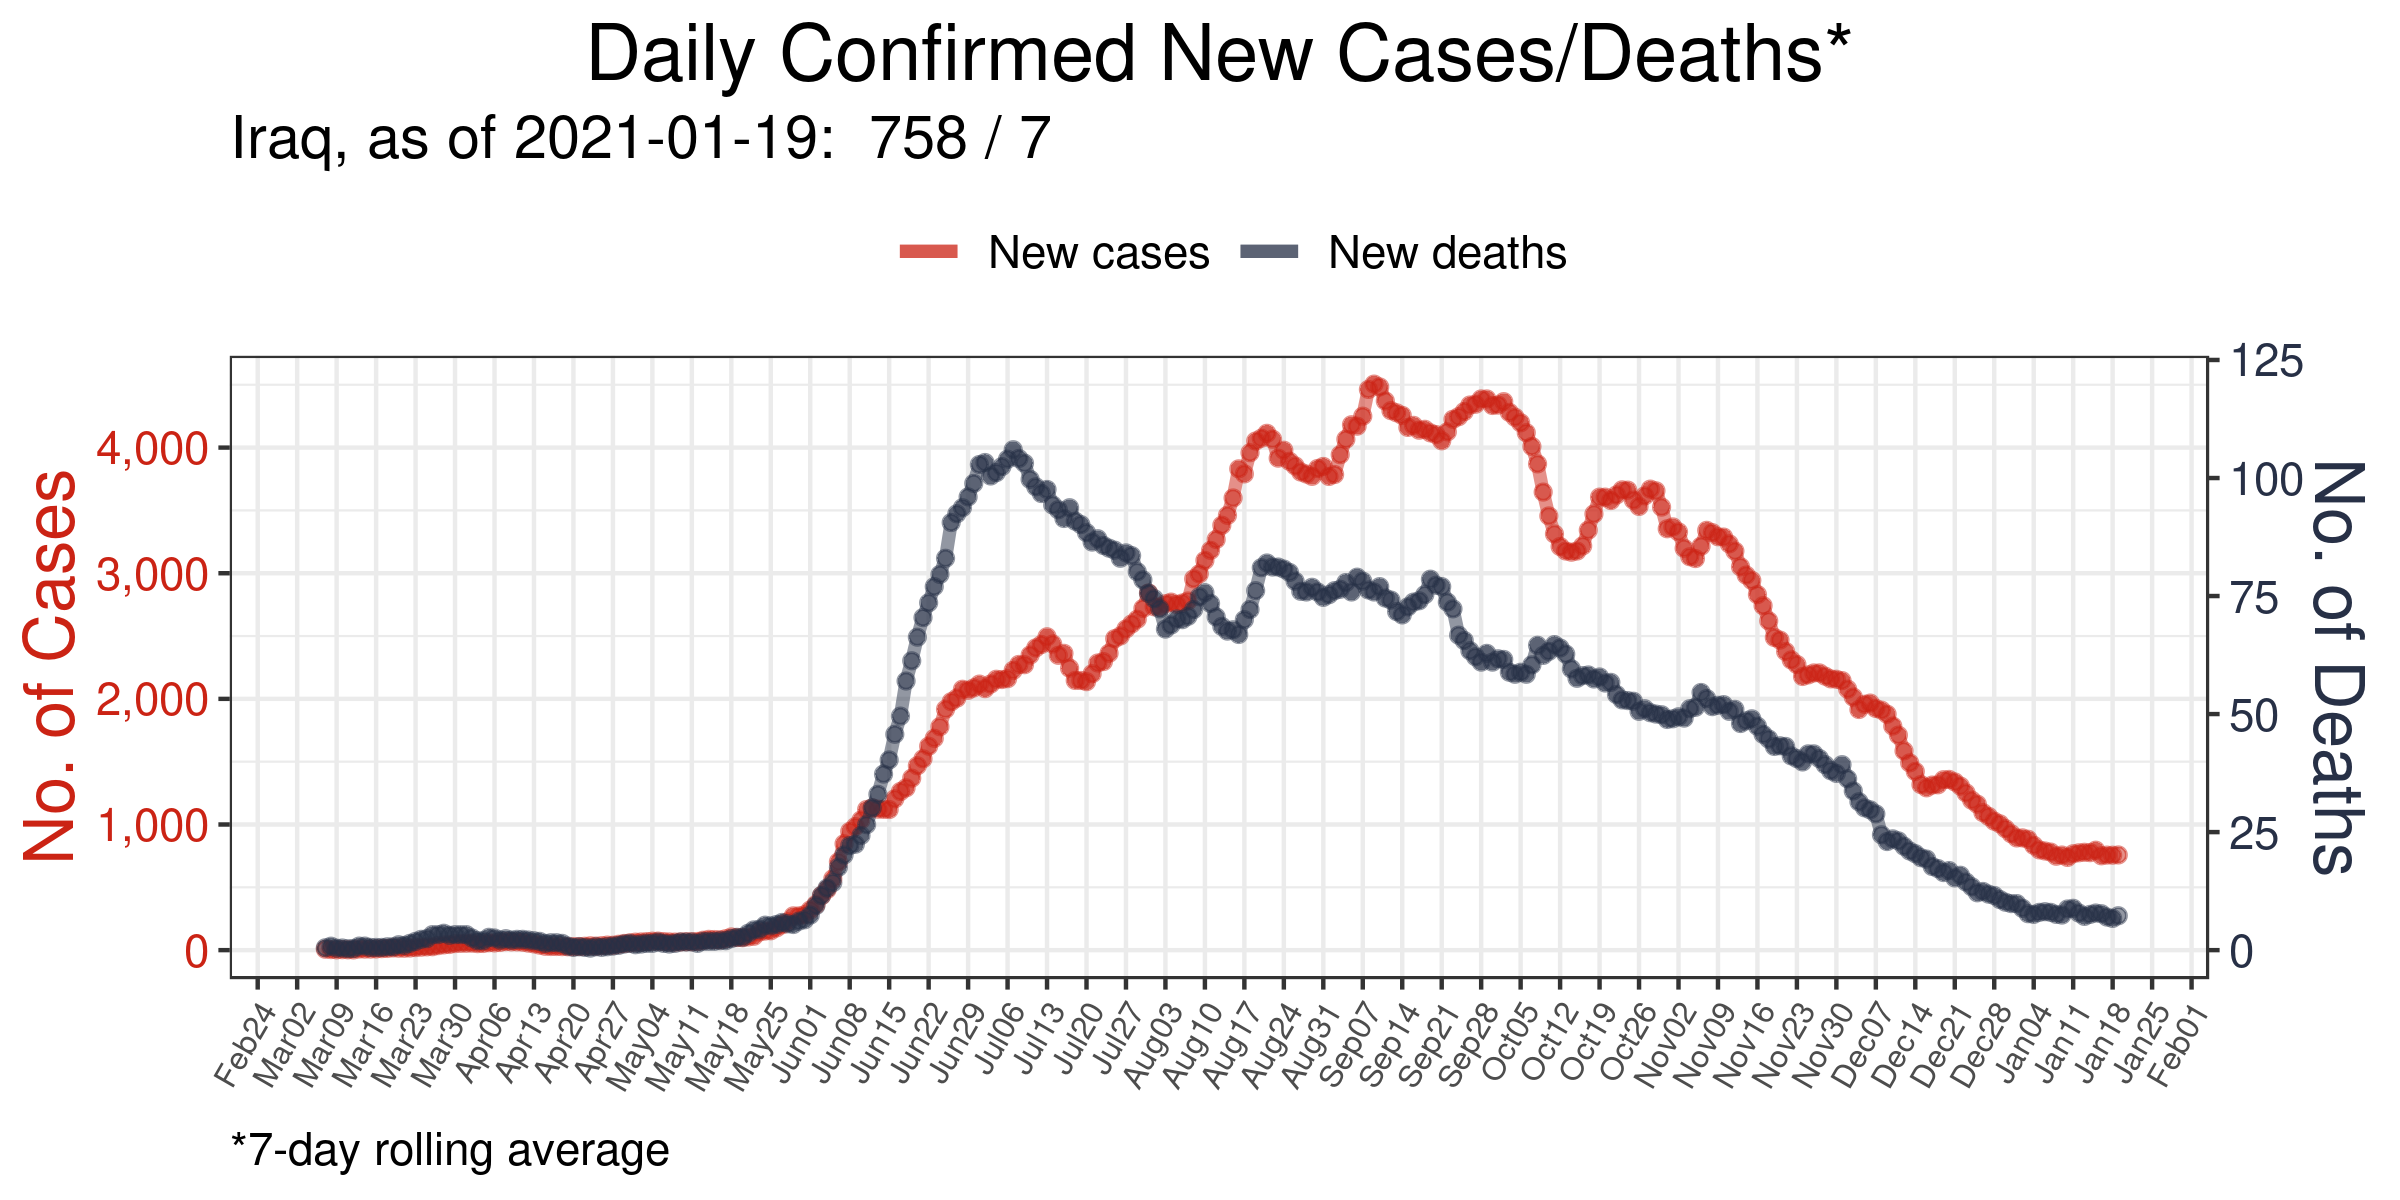 Daily Confirmed New Cases/Deaths*
Iraq, as of 2021-01-19:  758 / 7
New cases
New deaths
No. of Cases
4,000
3,000
2,000
1,000
0
125
100
75
50
25
0
No. of Deaths
Feb24
Mar02
Mar09
Mar16
Mar23
Mar30
Apr06
Apr13
Apr20
Apr27
May04
May11
May18
May25
Jun01
Jun08
Jun15
Jun22
Jun29
Jul06
Jul13
Jul20
Jul27
Aug03
Aug10
Aug17
Aug24
Aug31
Sep07
Sep14
Sep21
Sep28
Oct05
Oct12
Oct19
Oct26
Nov02
Nov09
Nov16
Nov23
Nov30
Dec07
Dec14
Dec21
Dec28
Jan04
Jan11
Jan18
Jan25
Feb01
*7-day rolling average